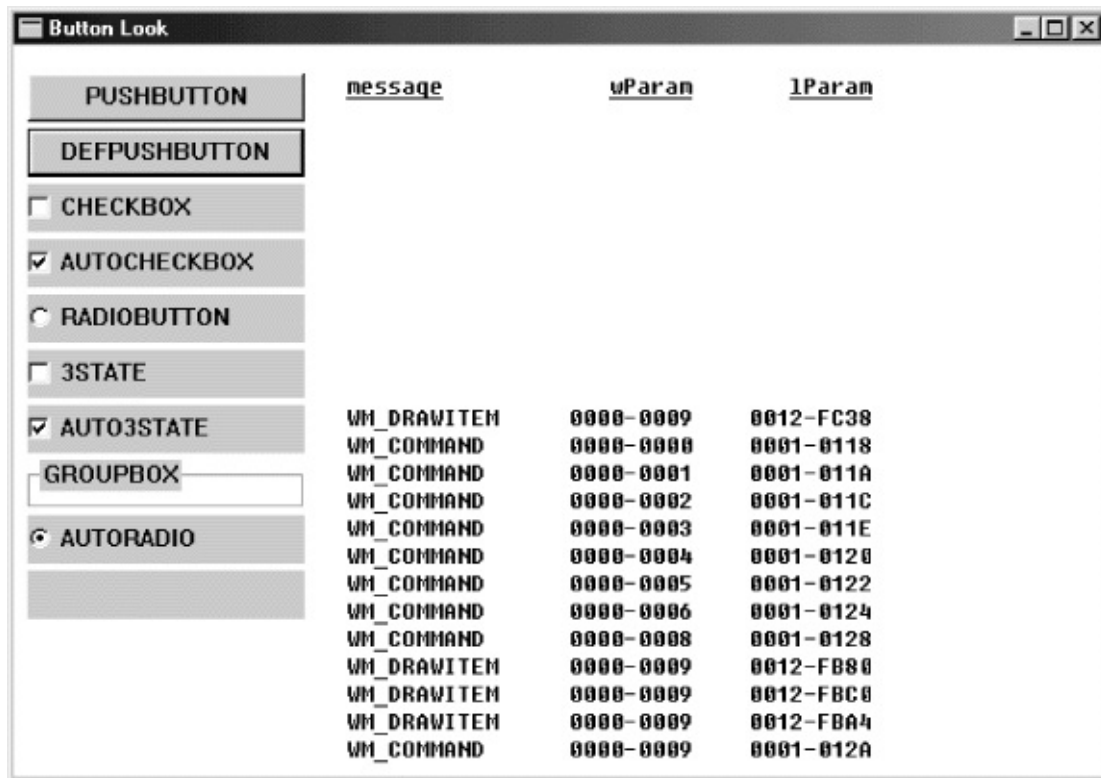 Button Look
message wParam lParam
PUSHBUTTON
DEFPUSHBUTTON
CHECKBOX
AUTOCHECKBOX
RADIOBUTTON
3STATE
AUTO3STATE
GROUPBOX
AUTORADIO
WM_DRAWITEM 0000-0009 0012-FC38
WM_COMMAND 0000-0000 0001-0118
WM_COMMAND 0000-0001 0001-011A
WM_COMMAND 0000-0002 0001-011C
WM_COMMAND 0000-0003 0001-011E
WM_COMMAND 0000-0004 0001-0120
WM_COMMAND 0000-0005 0001-0122
WM_COMMAND 0000-0006 0001-0124
WM_COMMAND 0000-0008 0001-0128
WM_DRAWITEM 0000-0009 0012-FB80
WM_DRAWITEM 0000-0009 0012-FBC0
WM_DRAWITEM 0000-0009 0012-FBA4
WM_COMMAND 0000-0009 0001-012A